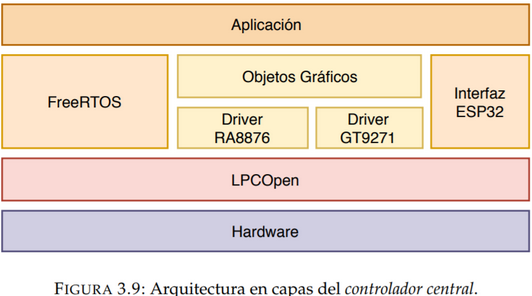 Aplicación
FreeRTOS
Objetos Gráficos
Driver
RA8876
Driver
GT9271
Interfaz
ESP32
LPCOpen
Hardware
FIGURA 3.9: Arquitectura en capas del controlador central.